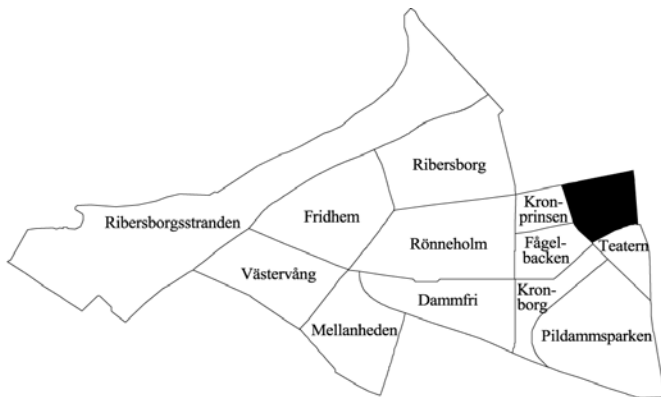 Ribersborg
Kron-
prinsen
Ribersborgsstranden
Fridhem
Rönneholm
Fågel-
backen
Teatern
Västervång
Dammfri
Kron-
borg
Mellanheden
Pildammsparken